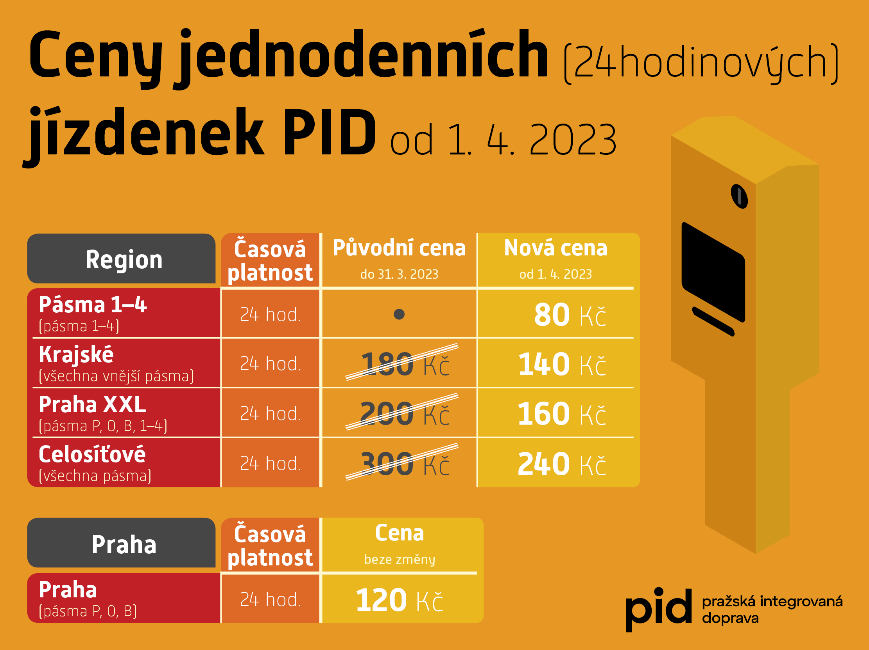 Ceny jednodenních (24hodinových)
jízdenek PID od 1. 4. 2023
Region
Časová
platnost
Původní cena
do 31. 3. 2023
Nová cena
od 1. 4. 2023
Pásma 1–4
(pásma 1–4)
24 hod.
•
80 Kč
Krajské
(všechna vnější pásma)
24 hod.
180 Kč
140 Kč
Praha XXL
(pásma P, 0, B, 1–4)
24 hod.
200 Kč
160 Kč
Celosíťové
(všechna pásma)
24 hod.
300 Kč
240 Kč
Praha
Časová
platnost
Cena
beze změny
Praha
(pásma P, 0, B)
24 hod.
120 Kč
pid pražská integrovaná
doprava